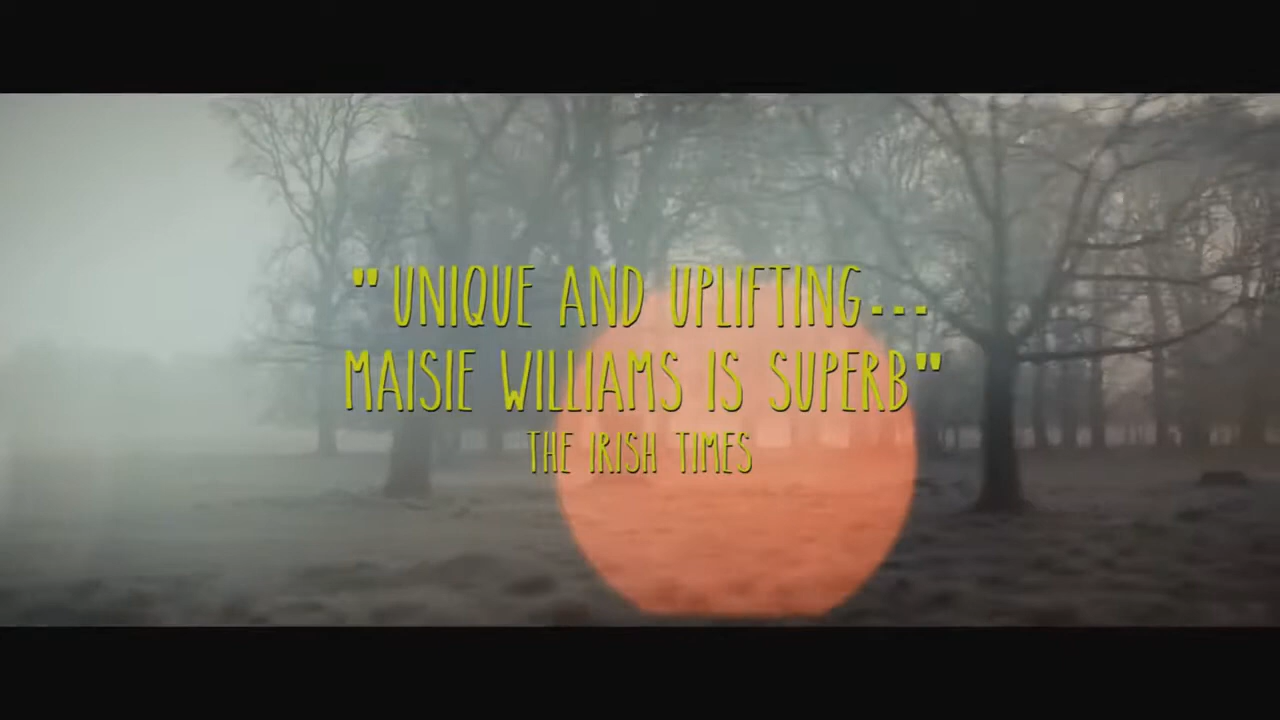 "UNIQUE AND UPLIFTING...
MAISIE WILLIAMS IS SUPERB"
THE IRISH TIMES